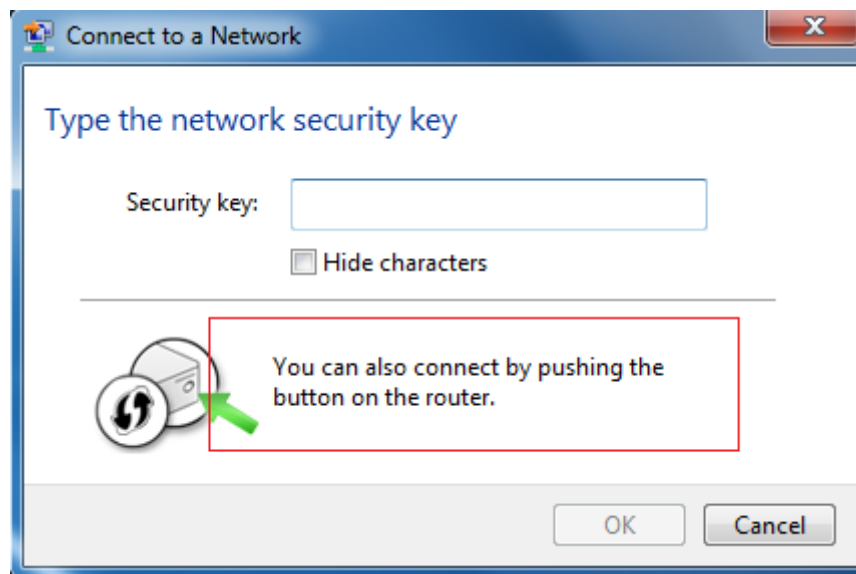 Connect to a Network
Type the network security key
Security key:
Hide characters
You can also connect by pushing the
button on the router.
OK Cancel